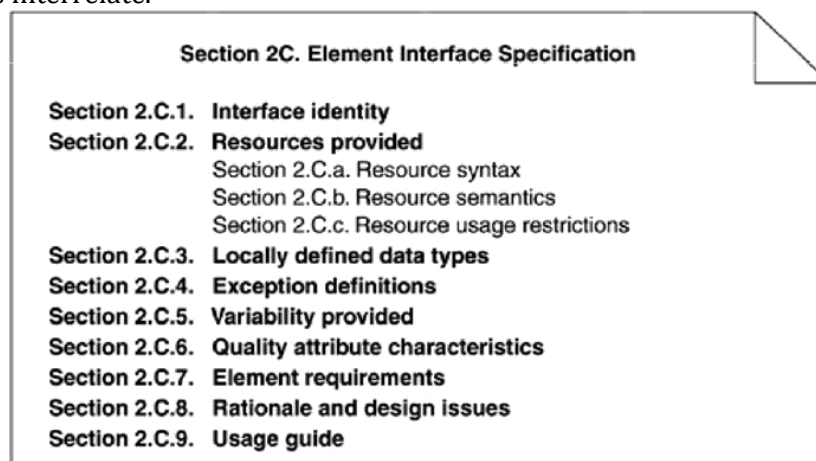 interrelate.
Section 2C. Element Interface Specification
Section 2.C.1. Interface identity
Section 2.C.2. Resources provided
Section 2.C.a. Resource syntax
Section 2.C.b. Resource semantics
Section 2.C.c. Resource usage restrictions
Section 2.C.3. Locally defined data types
Section 2.C.4. Exception definitions
Section 2.C.5. Variability provided
Section 2.C.6. Quality attribute characteristics
Section 2.C.7. Element requirements
Section 2.C.8. Rationale and design issues
Section 2.C.9. Usage guide